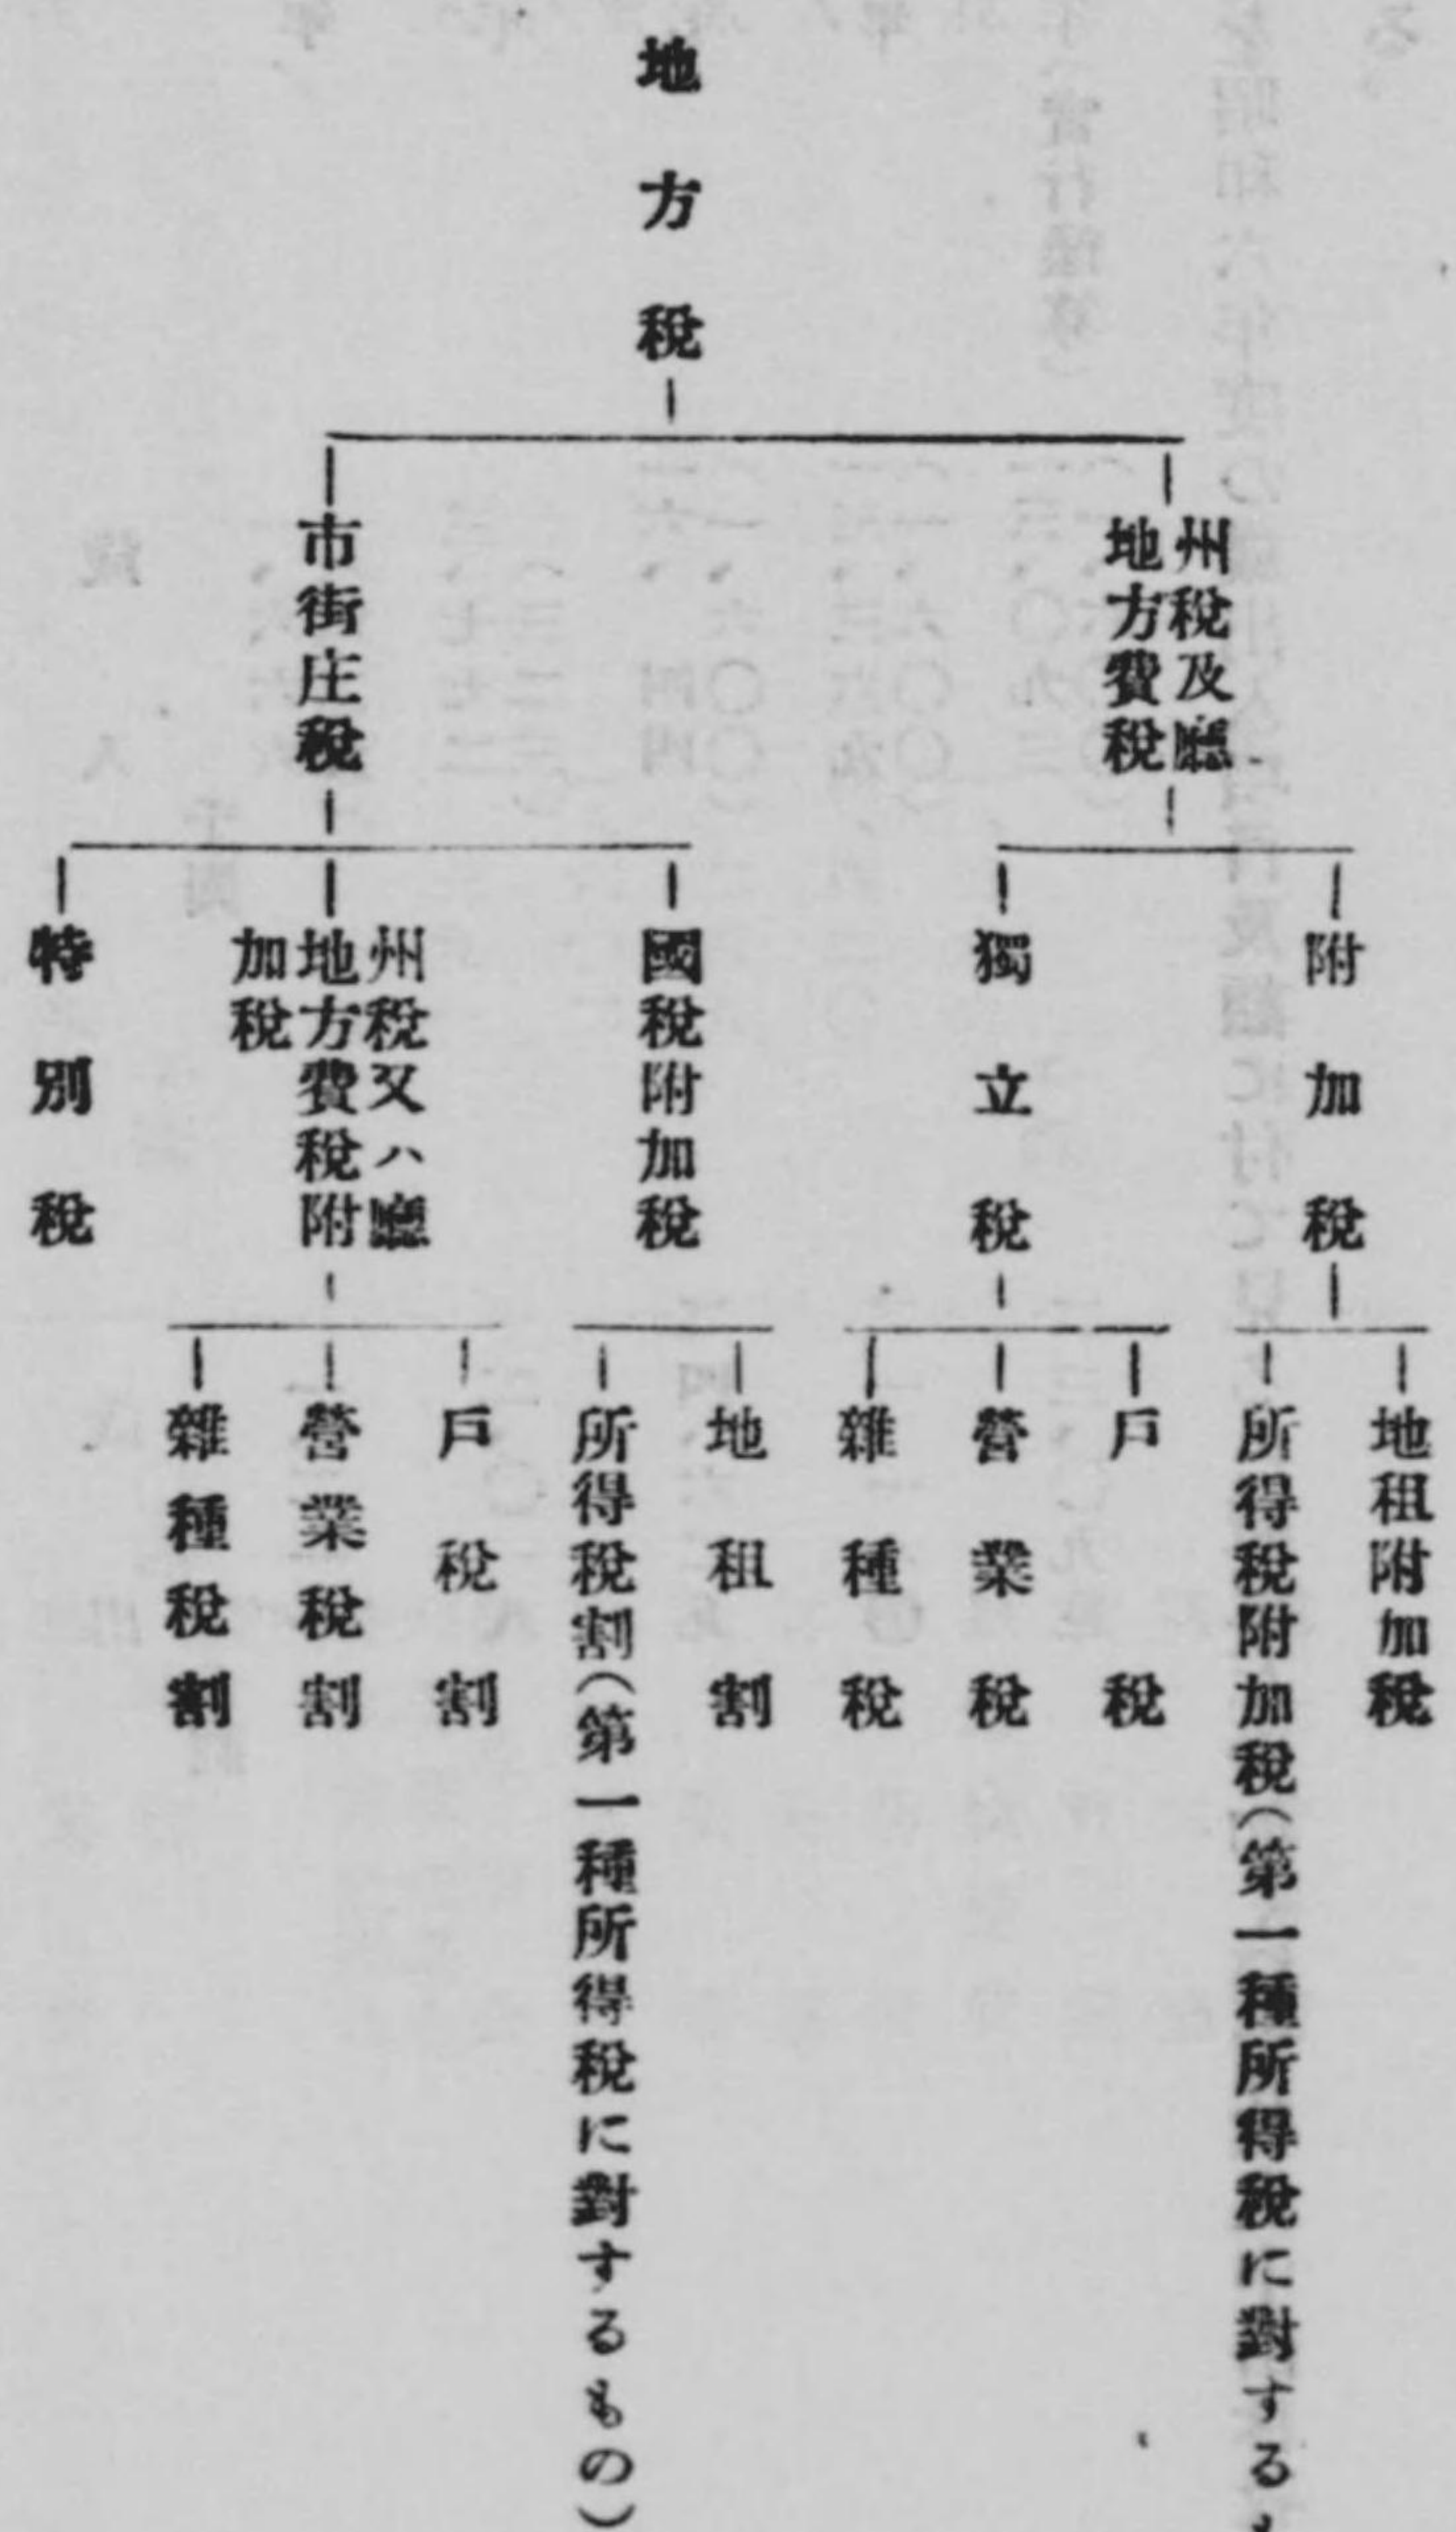 地方稅
州稅及廳
地方費稅
附加稅
地租附加稅
所得稅附加稅(第一種所得稅に對する
獨立稅
戶稅
營業稅
雜種稅
市街庄稅
國稅附加稅
地租割
所得稅割(第一種所得稅に對するもの)
州稅又ハ廳
地方費稅附
加稅
戶稅割
營業稅割
雜種稅割
特別稅